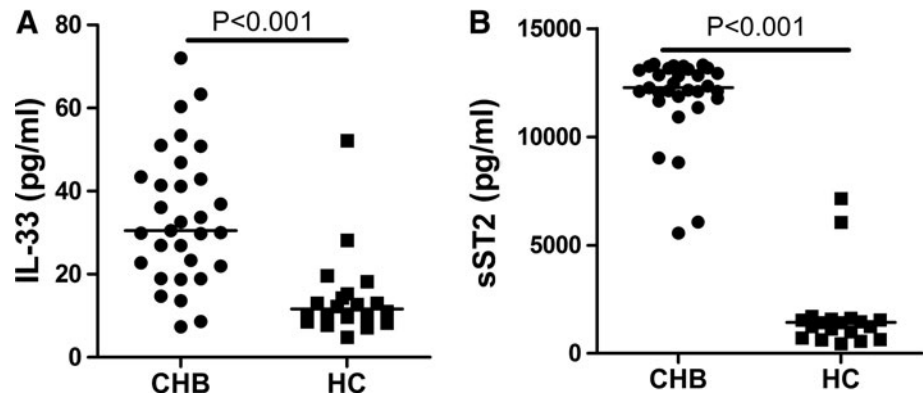 A
P<0.001
IL-33 (pg/ml)
80
60
40
20
0
CHB
HC
B
P<0.001
sST2 (pg/ml)
15000
10000
5000
0
CHB
HC